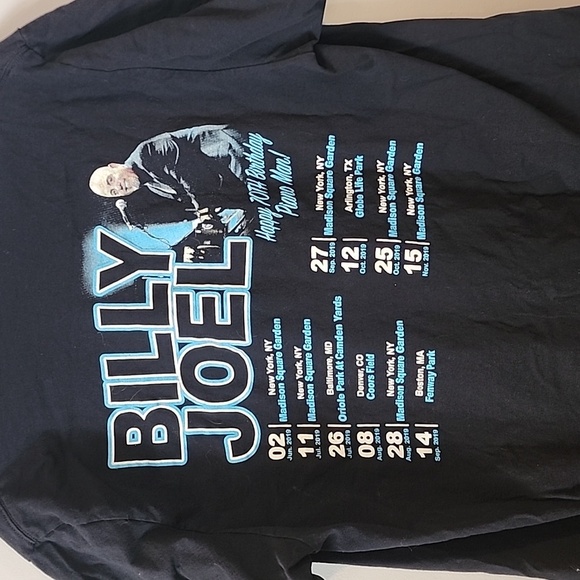 BILLY
JOEL
Happy 70TH Birthday
Piano Man!
02 Jun. 2019
New York, NY
Madison Square Garden
11 Jul. 2019
New York, NY
Madison Square Garden
26 Jul. 2019
Baltimore, MD
Oriole Park At Camden Yards
08 Aug. 2019
Denver, CO
Coors Field
28 Aug. 2019
New York, NY
Madison Square Garden
14 Sep. 2019
Boston, MA
Fenway Park
27 Sep. 2019
New York, NY
Madison Square Garden
12 Oct. 2019
Arlington, TX
Globe Life Park
25 Oct. 2019
New York, NY
Madison Square Garden
15 Nov. 2019
New York, NY
Madison Square Garden